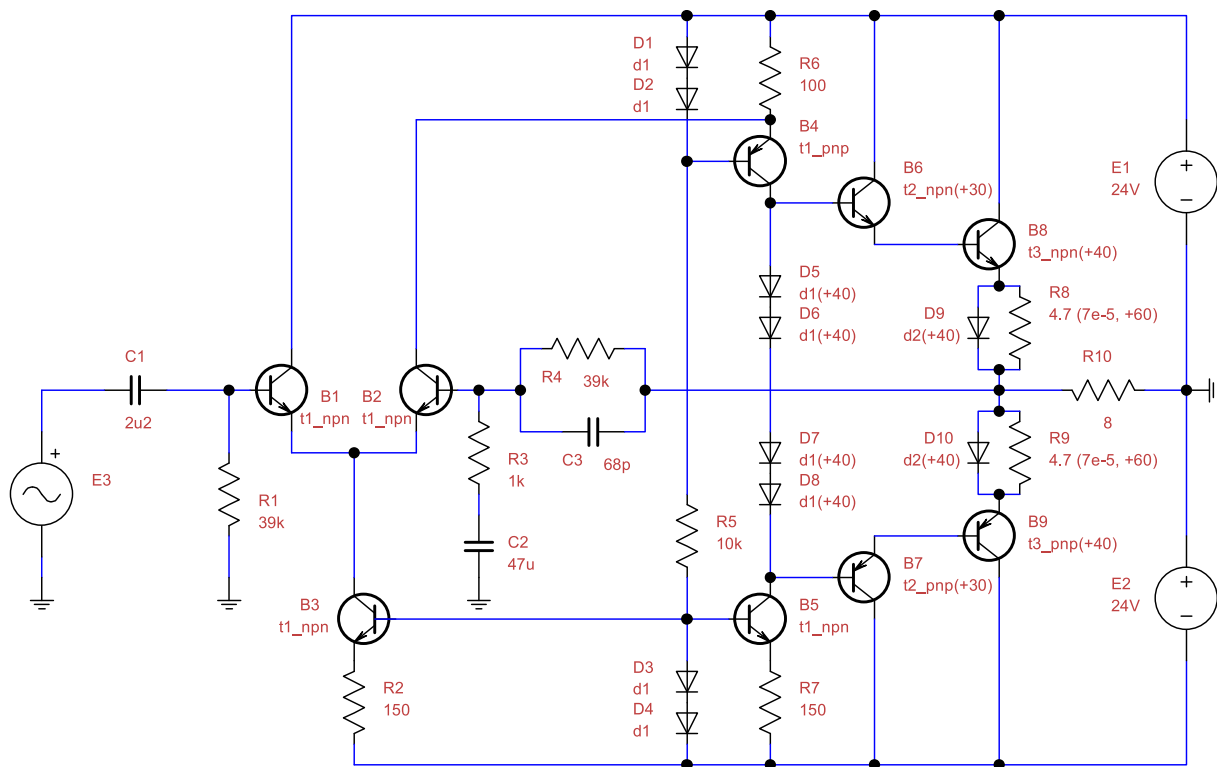 D1
d1
D2
d1
R6
100
B4
t1_pnp
B6
t2_npn(+30)
E1
24V
+
−
B8
t3_npn(+40)
D5
d1(+40)
D6
d1(+40)
D9
d2(+40)
R8
4.7 (7e-5, +60)
R10
8
C1
2u2
B1
t1_npn
B2
t1_npn
R4
39k
C3
68p
R3
1k
D7
d1(+40)
D8
d1(+40)
D10
d2(+40)
R9
4.7 (7e-5, +60)
+
E3
R1
39k
C2
47u
R5
10k
B9
t3_pnp(+40)
B7
t2_pnp(+30)
E2
24V
+
−
B3
t1_npn
B5
t1_npn
R2
150
D3
d1
D4
d1
R7
150